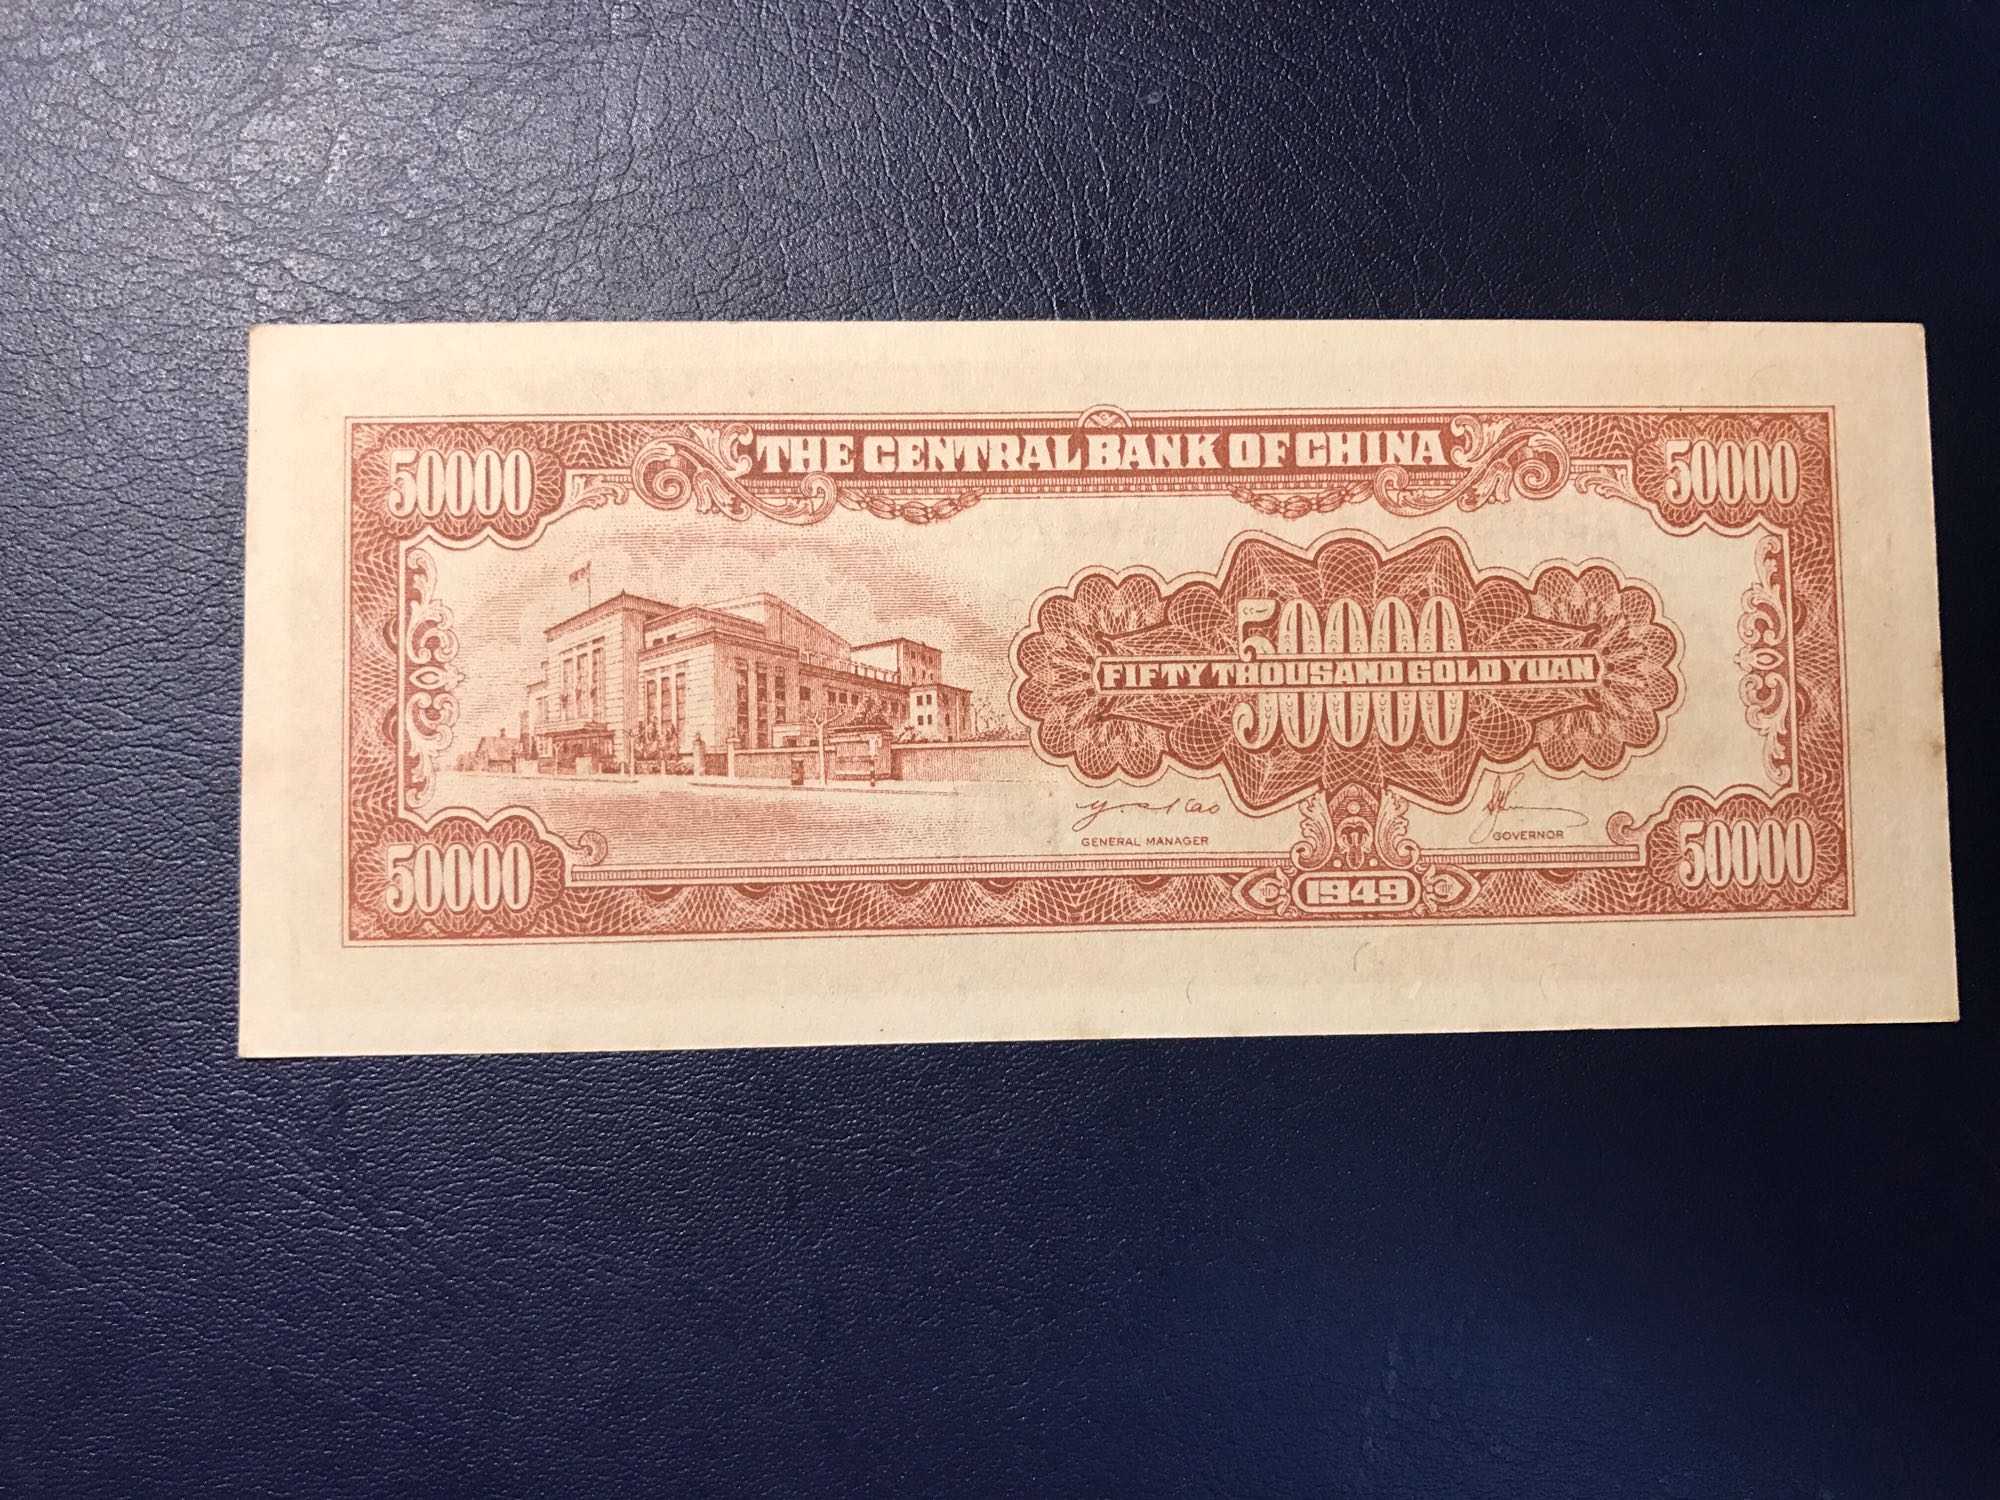 THE CENTRAL BANK OF CHINA
50000 50000
50000
FIFTY THOUSAND GOLD YUAN
GENERAL MANAGER GOVERNOR
50000 1949 50000